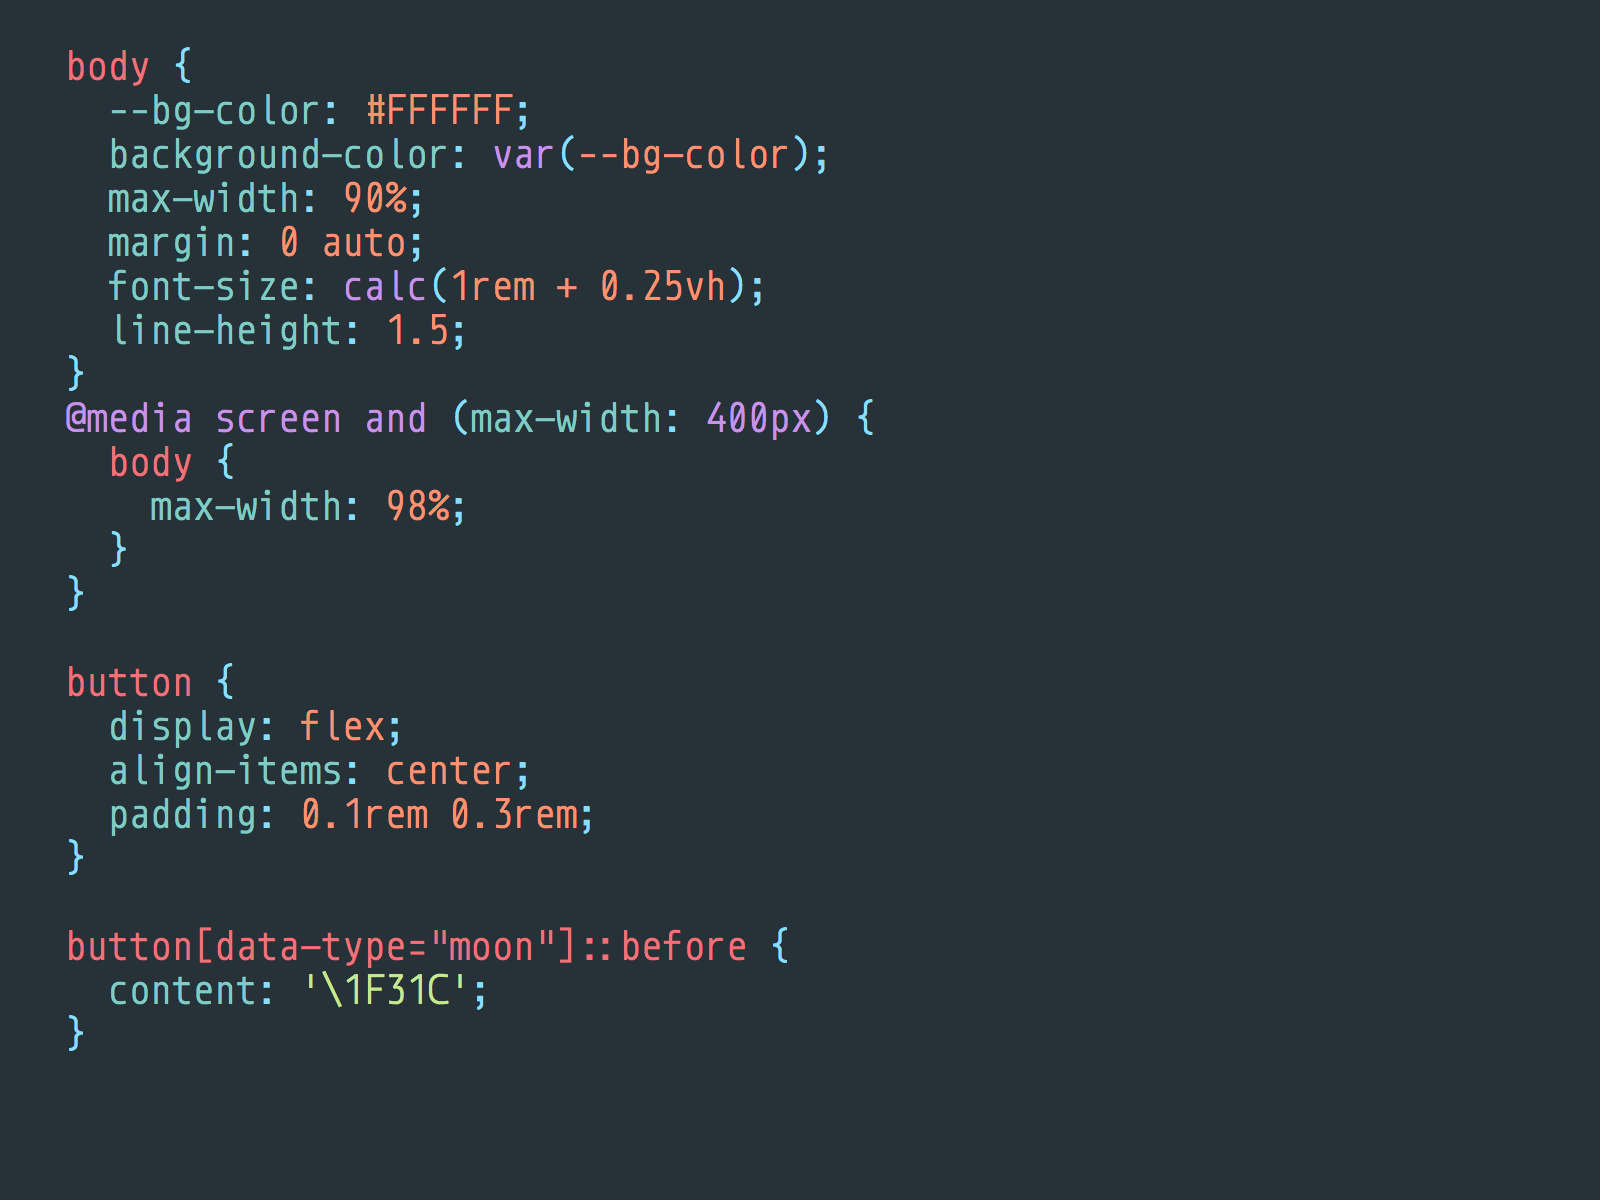 body {
  --bg-color: #FFFFFF;
  background-color: var(--bg-color);
  max-width: 90%;
  margin: 0 auto;
  font-size: calc(1rem + 0.25vh);
  line-height: 1.5;
}
@media screen and (max-width: 400px) {
  body {
    max-width: 98%;
  }
}

button {
  display: flex;
  align-items: center;
  padding: 0.1rem 0.3rem;
}

button[data-type="moon"]::before {
  content: '\1F31C';
}